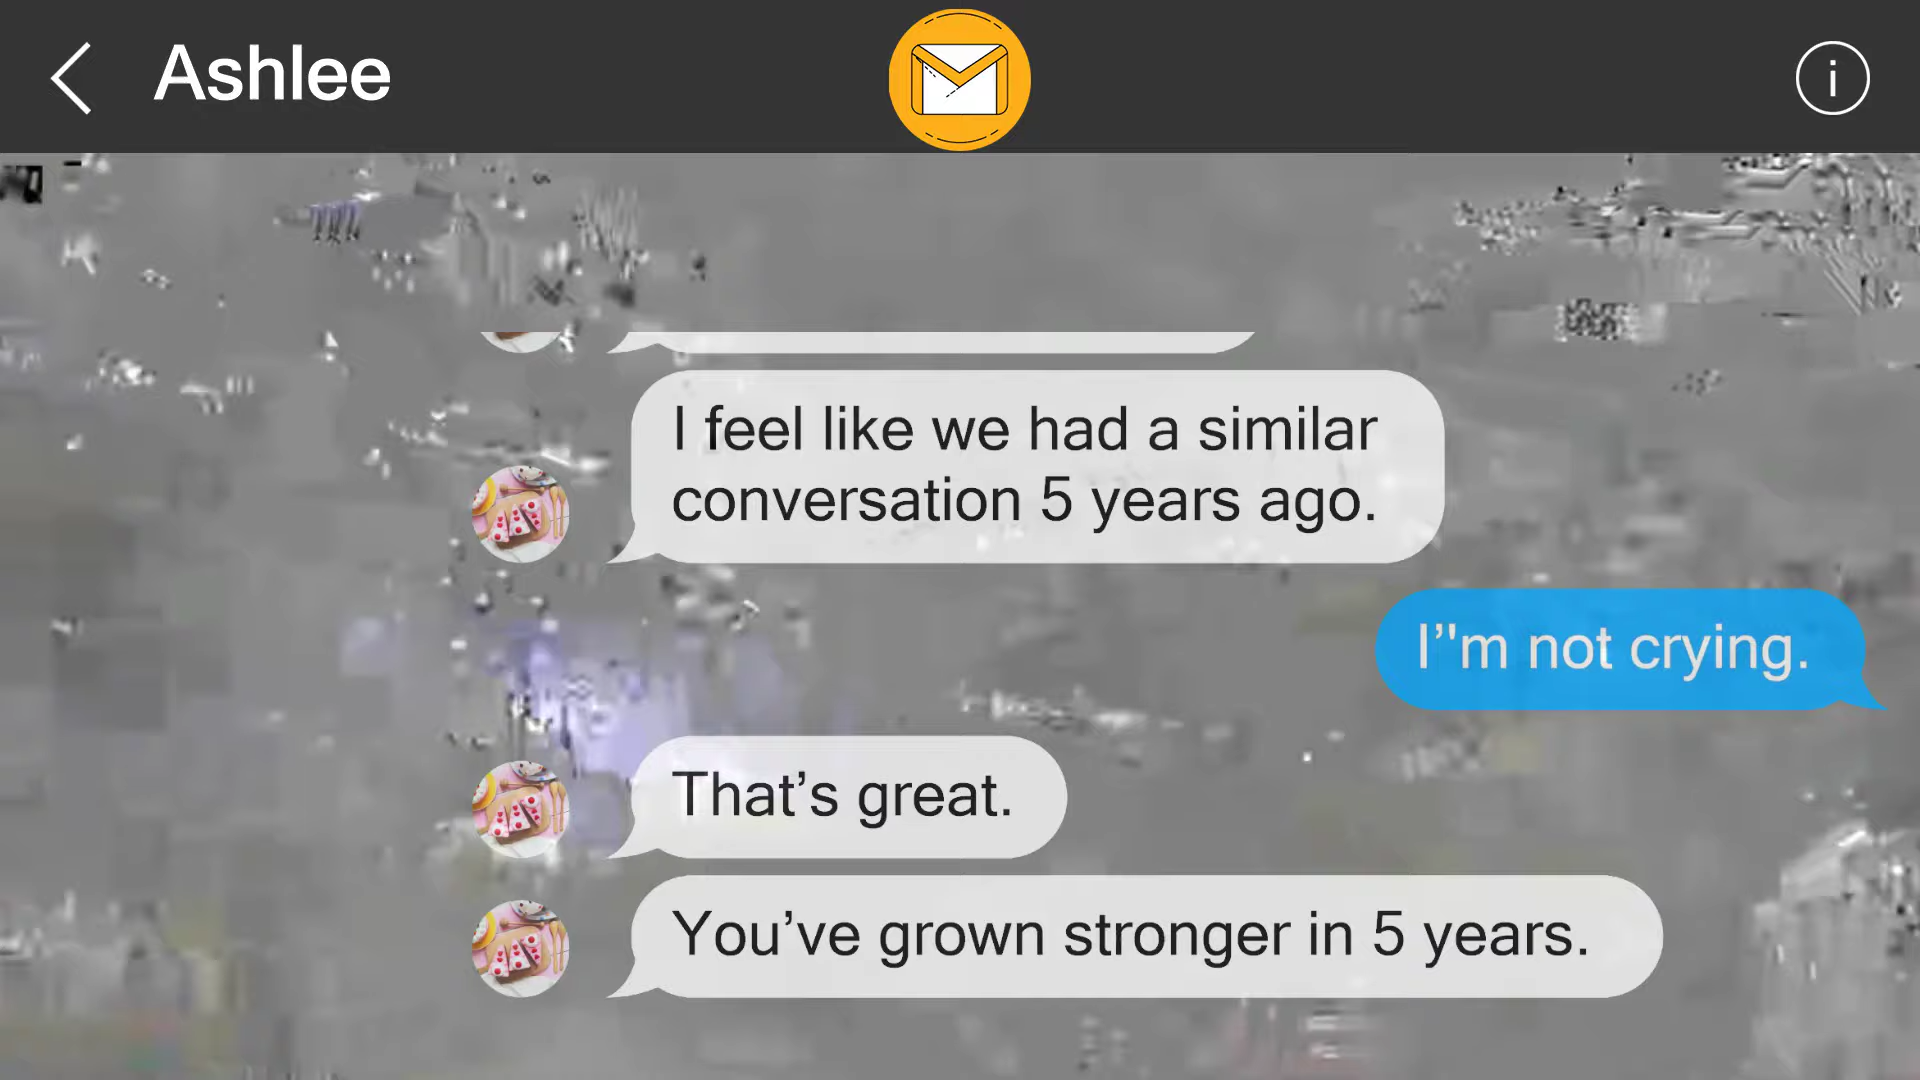 Ashlee
i
I feel like we had a similar
conversation 5 years ago.
I’'m not crying.
That’s great.
You’ve grown stronger in 5 years.